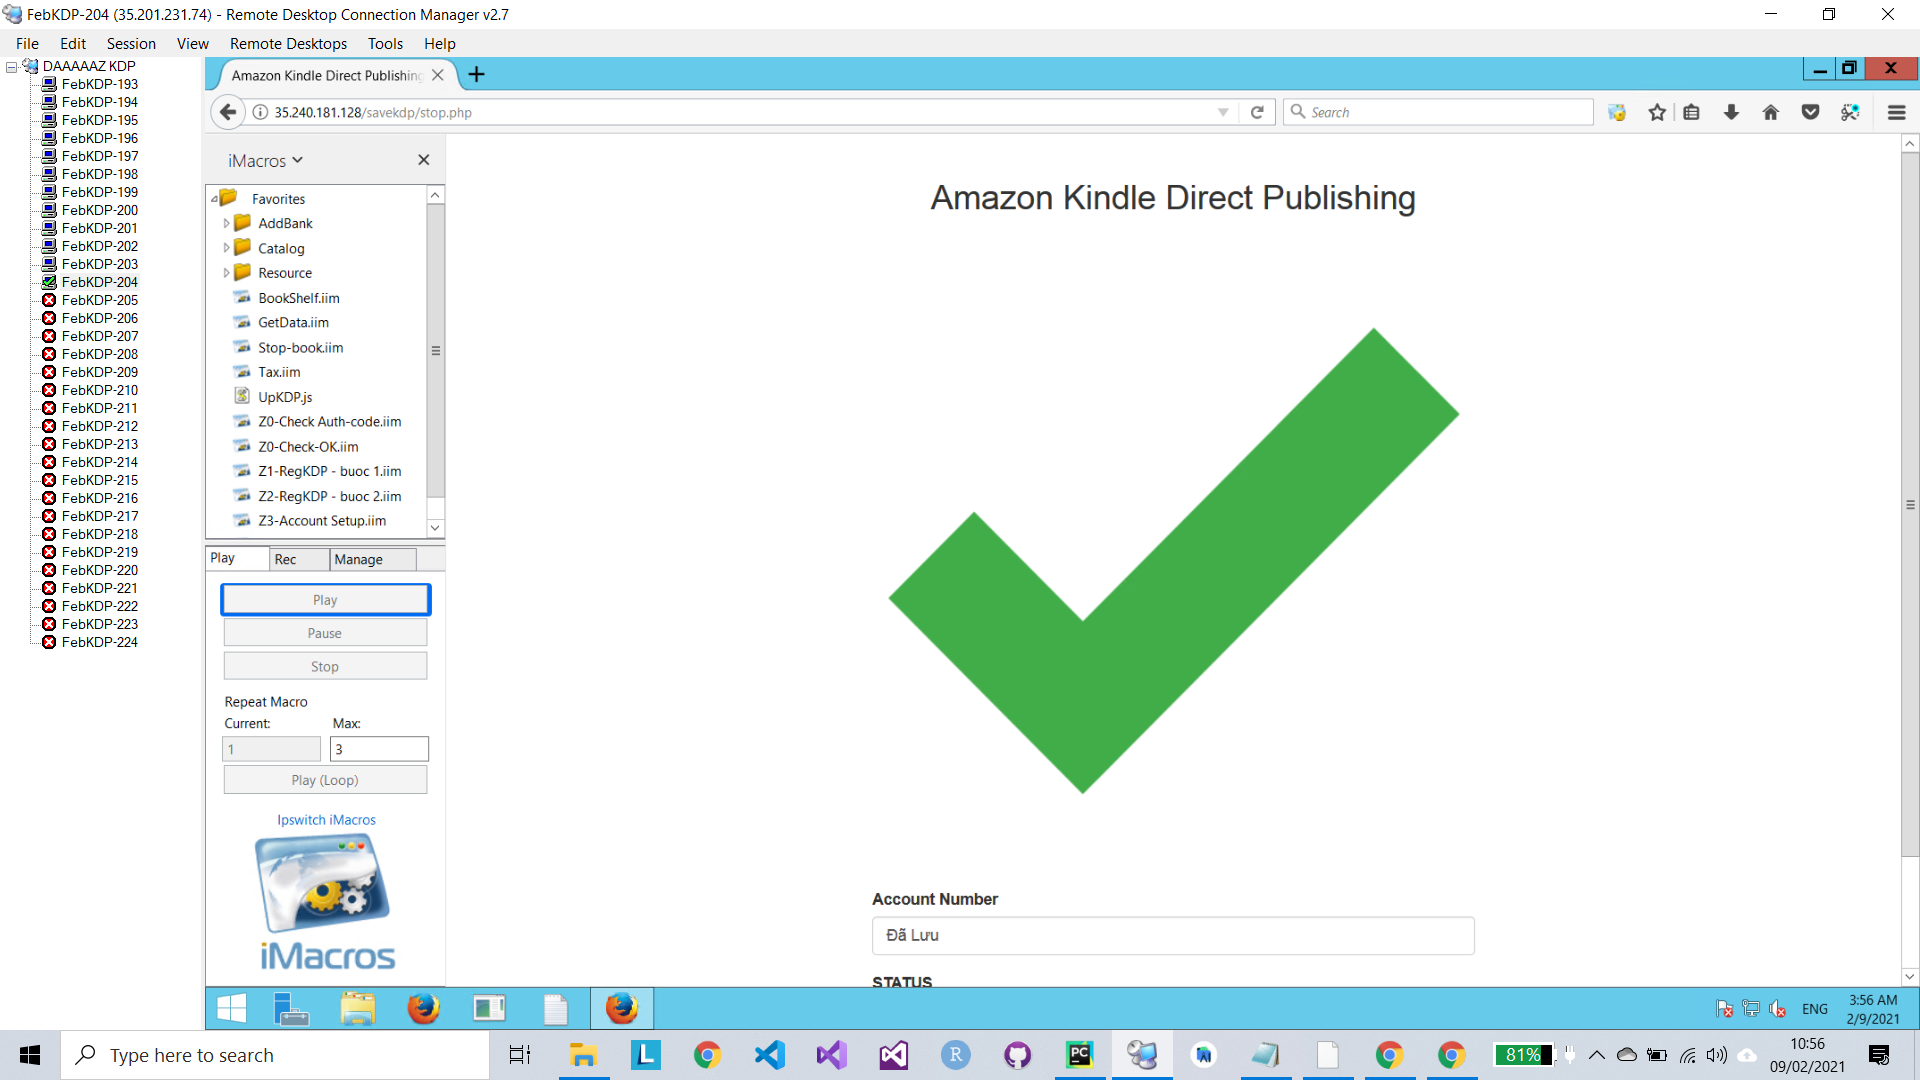 FebKDP-204 (35.201.231.74) - Remote Desktop Connection Manager v2.7
File Edit Session View Remote Desktops Tools Help
DAAAAAZ KDP
FebKDP-193
FebKDP-194
FebKDP-195
FebKDP-196
FebKDP-197
FebKDP-198
FebKDP-199
FebKDP-200
FebKDP-201
FebKDP-202
FebKDP-203
FebKDP-204
FebKDP-205
FebKDP-206
FebKDP-207
FebKDP-208
FebKDP-209
FebKDP-210
FebKDP-211
FebKDP-212
FebKDP-213
FebKDP-214
FebKDP-215
FebKDP-216
FebKDP-217
FebKDP-218
FebKDP-219
FebKDP-220
FebKDP-221
FebKDP-222
FebKDP-223
FebKDP-224
Amazon Kindle Direct Publishing
35.240.181.128/savekdp/stop.php
Search
iMacros
Favorites
AddBank
Catalog
Resource
BookShelf.iim
GetData.iim
Stop-book.iim
Tax.iim
UpKDP.js
Z0-Check Auth-code.iim
Z0-Check-OK.iim
Z1-RegKDP - buoc 1.iim
Z2-RegKDP - buoc 2.iim
Z3-Account Setup.iim
Play Rec Manage
Play
Pause
Stop
Repeat Macro
Current: Max:
1 3
Play (Loop)
Ipswitch iMacros
iMacros
Amazon Kindle Direct Publishing
Account Number
Đã Lưu
STATUS
ENG
3:56 AM
2/9/2021
Type here to search
L
R
PC
81%
10:56
09/02/2021